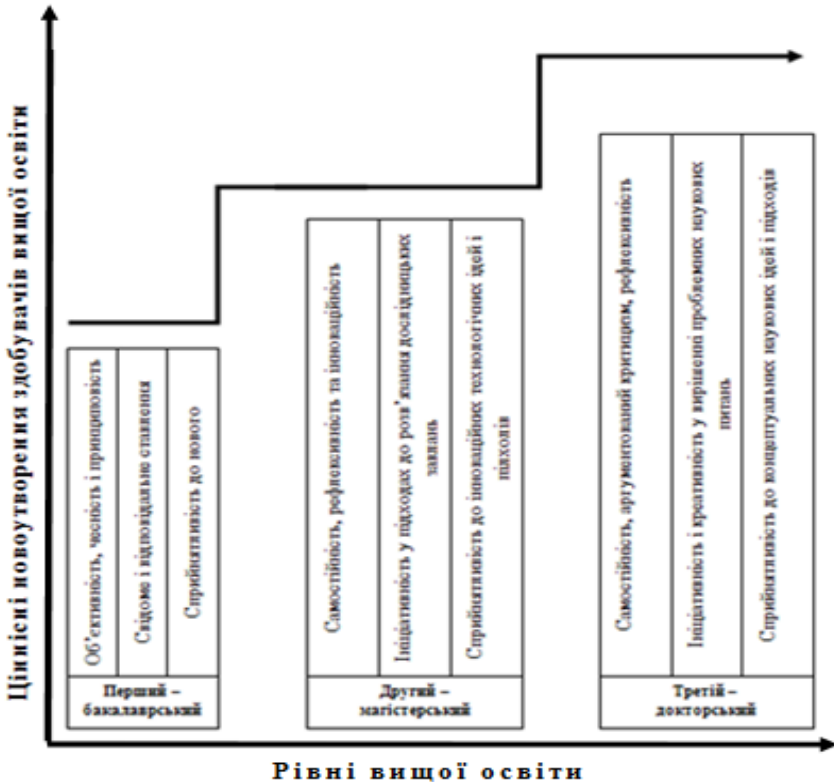 Ціннісні новоутворення здобувачів вищої освіти
Об'єктивність, чесність і принциповість
Свідоме і відповідальне ставлення
Сприйнятливість до нового
Перший –
бакалаврський
Самостійність, рефлексивність та інноваційність
Ініціативність у підходах до розв'язання дослідницьких
завдань
Сприйнятливість до інноваційних технологічних ідей і
підходів
Другий –
магістерський
Самостійність, аргументований критицизм, рефлексивність
Ініціативність і креативність у вирішенні проблемних наукових
питань
Сприйнятливість до концептуальних наукових ідей і підходів
Третій –
докторський
Рівні вищої освіти